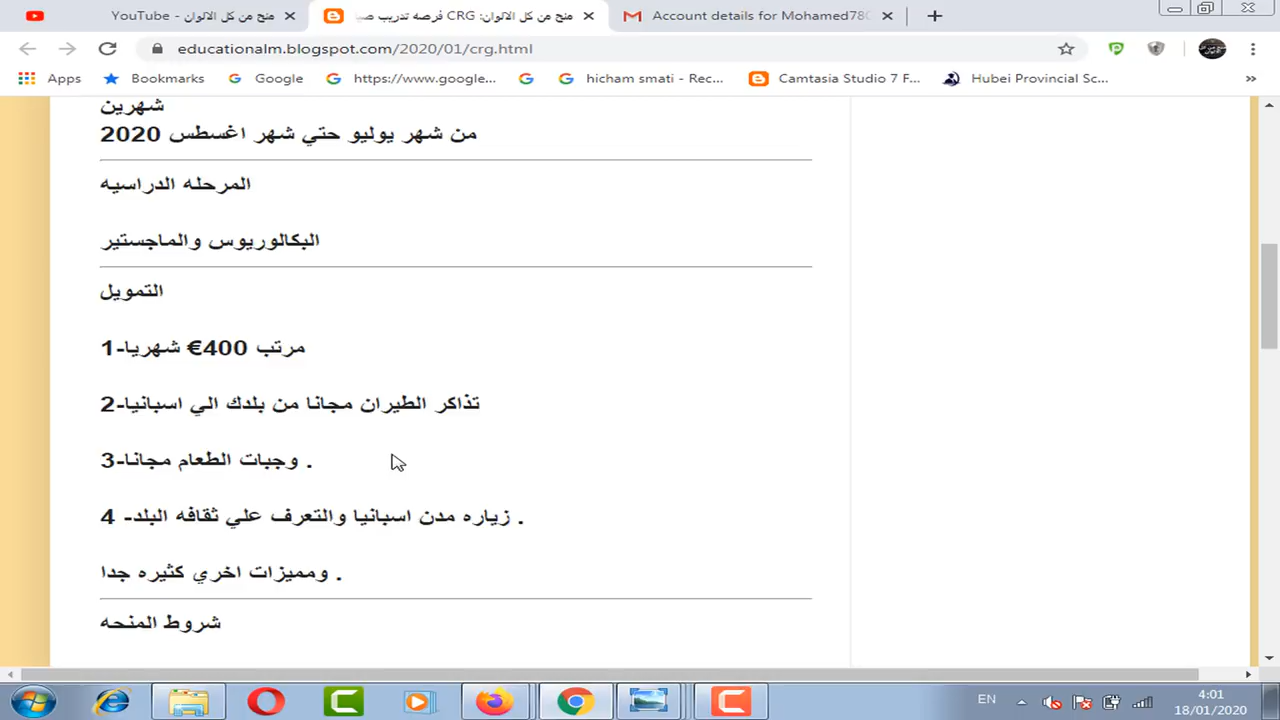 منح من كل الالوان - YouTube
منح من كل الالوان: CRG فرصه تدريب صيا
Account details for Mohamed780
educationalm.blogspot.com/2020/01/crg.html
Apps
Bookmarks
Google
https://www.google...
hicham smati - Rec...
Camtasia Studio 7 F...
Hubei Provincial Sc...
»
شهرين
من شهر يوليو حتي شهر اغسطس 2020
المرحله الدراسيه
البكالوريوس والماجستير
التمويل
1-مرتب 400€ شهريا
2-تذاكر الطيران مجانا من بلدك الي اسبانيا
3-وجبات الطعام مجانا .
4 -زياره مدن اسبانيا والتعرف علي ثقافه البلد .
ومميزات اخري كثيره جدا .
شروط المنحه
EN
4:01
18/01/2020